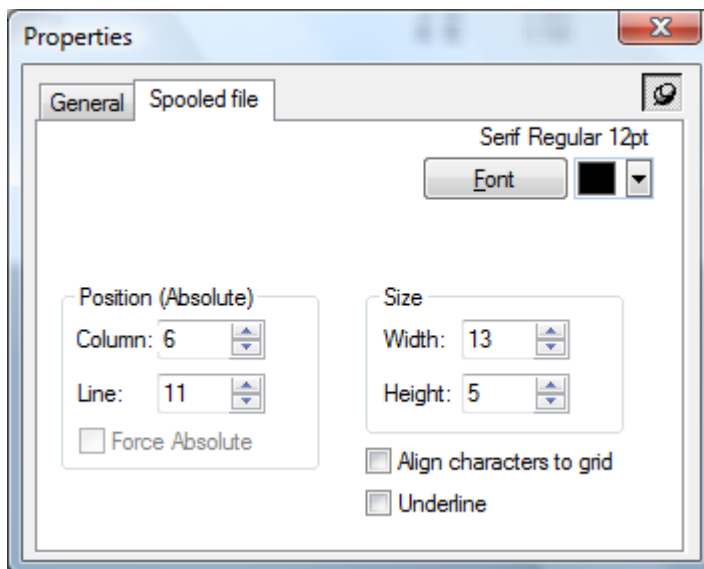 Properties
General Spooled file
Serif Regular 12pt
Font
Position (Absolute) Size
Column: 6 Width: 13
Line: 11 Height: 5
Force Absolute
Align characters to grid
Underline